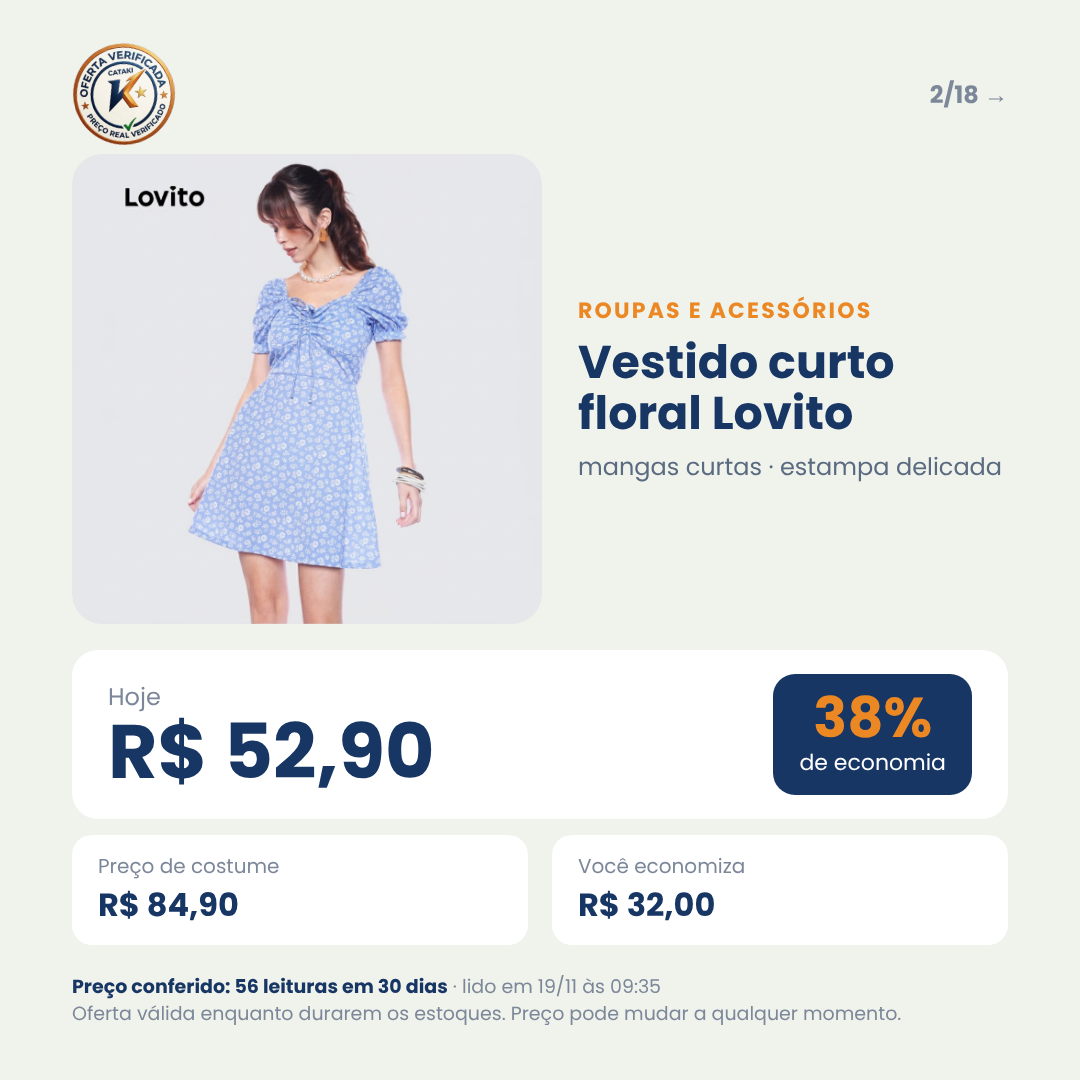 OFERTA VERIFICADA
CATAKI
K
PREÇO REAL VERIFICADO
2/18 →
Lovito
ROUPAS E ACESSÓRIOS
Vestido curto
floral Lovito
mangas curtas · estampa delicada
Hoje
R$ 52,90
38%
de economia
Preço de costume
R$ 84,90
Você economiza
R$ 32,00
Preço conferido: 56 leituras em 30 dias · lido em 19/11 às 09:35
Oferta válida enquanto durarem os estoques. Preço pode mudar a qualquer momento.